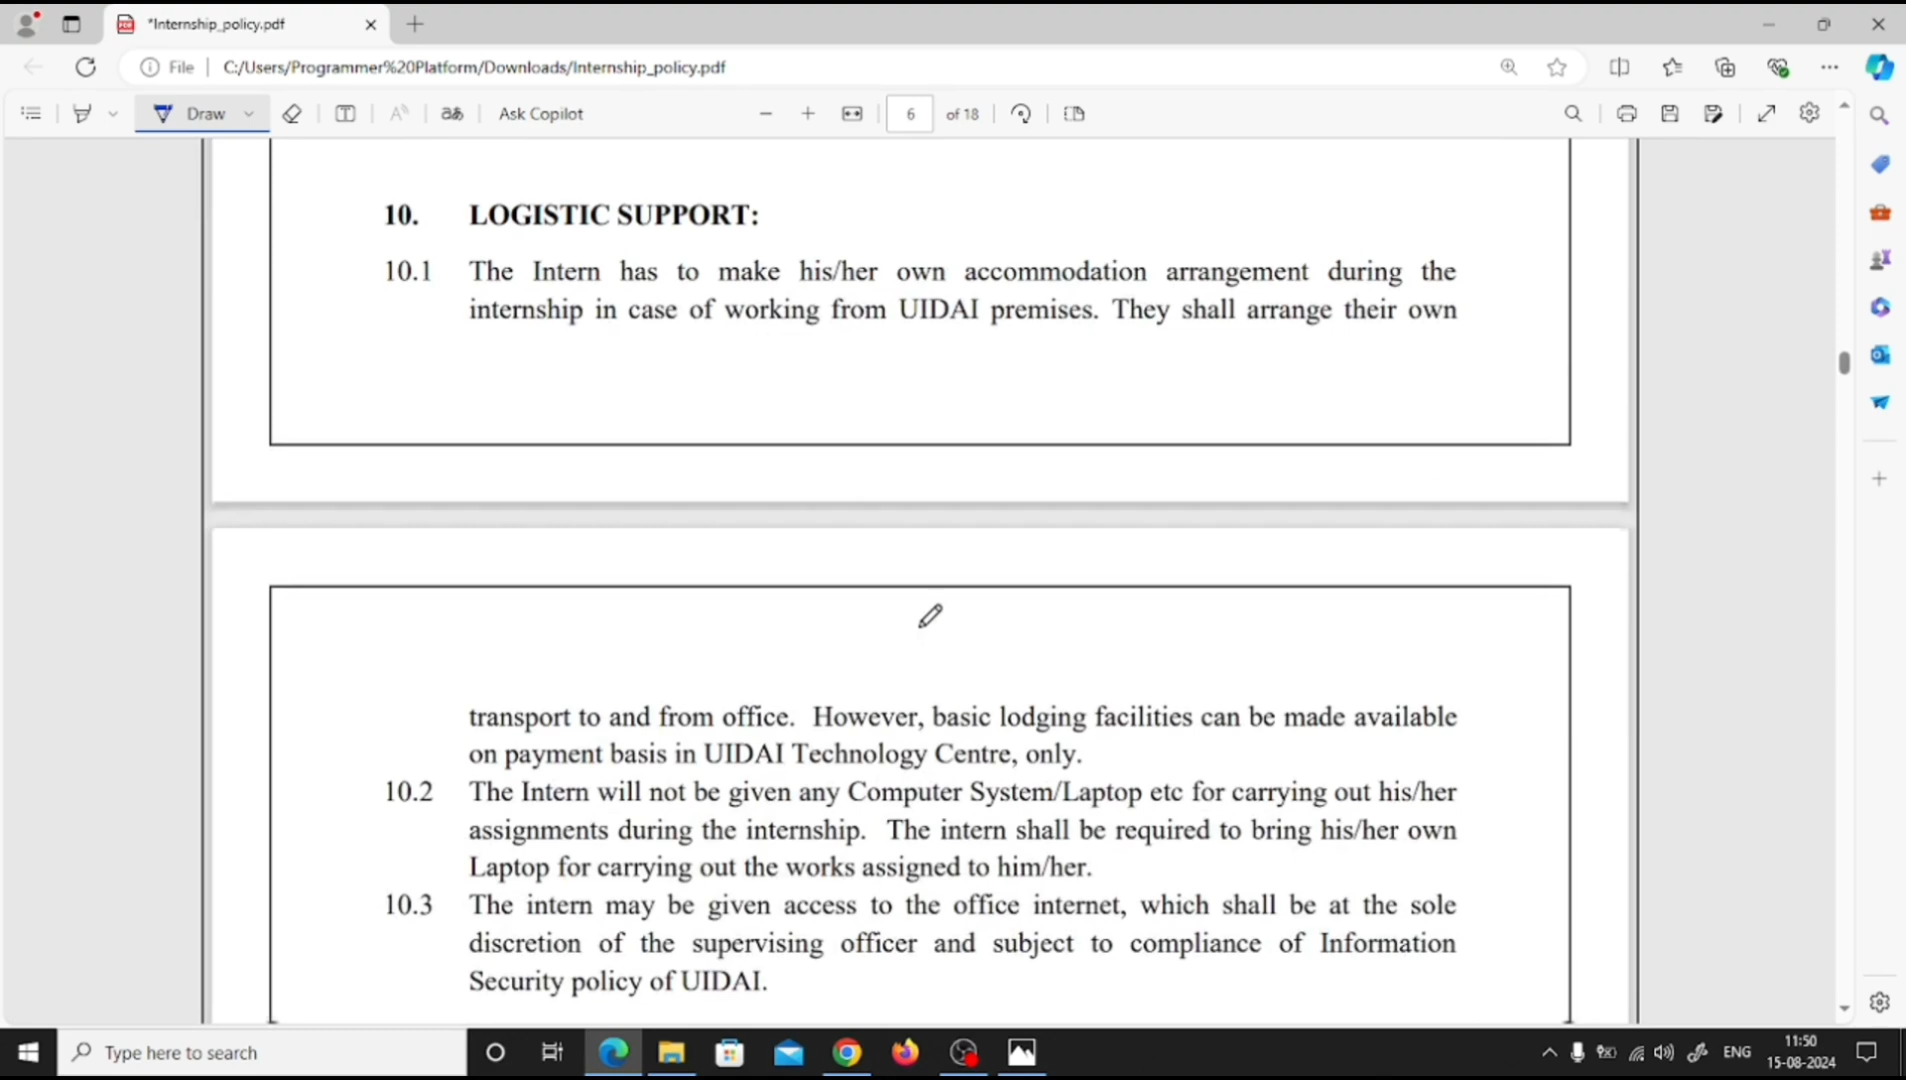 *Internship_policy.pdf
File
C:/Users/Programmer%20Platform/Downloads/Internship_policy.pdf
Draw
Ask Copilot
6 of 18
10. LOGISTIC SUPPORT:
10.1 The Intern has to make his/her own accommodation arrangement during the
internship in case of working from UIDAI premises. They shall arrange their own
transport to and from office. However, basic lodging facilities can be made available
on payment basis in UIDAI Technology Centre, only.
10.2 The Intern will not be given any Computer System/Laptop etc for carrying out his/her
assignments during the internship. The intern shall be required to bring his/her own
Laptop for carrying out the works assigned to him/her.
10.3 The intern may be given access to the office internet, which shall be at the sole
discretion of the supervising officer and subject to compliance of Information
Security policy of UIDAI.
Type here to search
ENG
11:50
15-08-2024